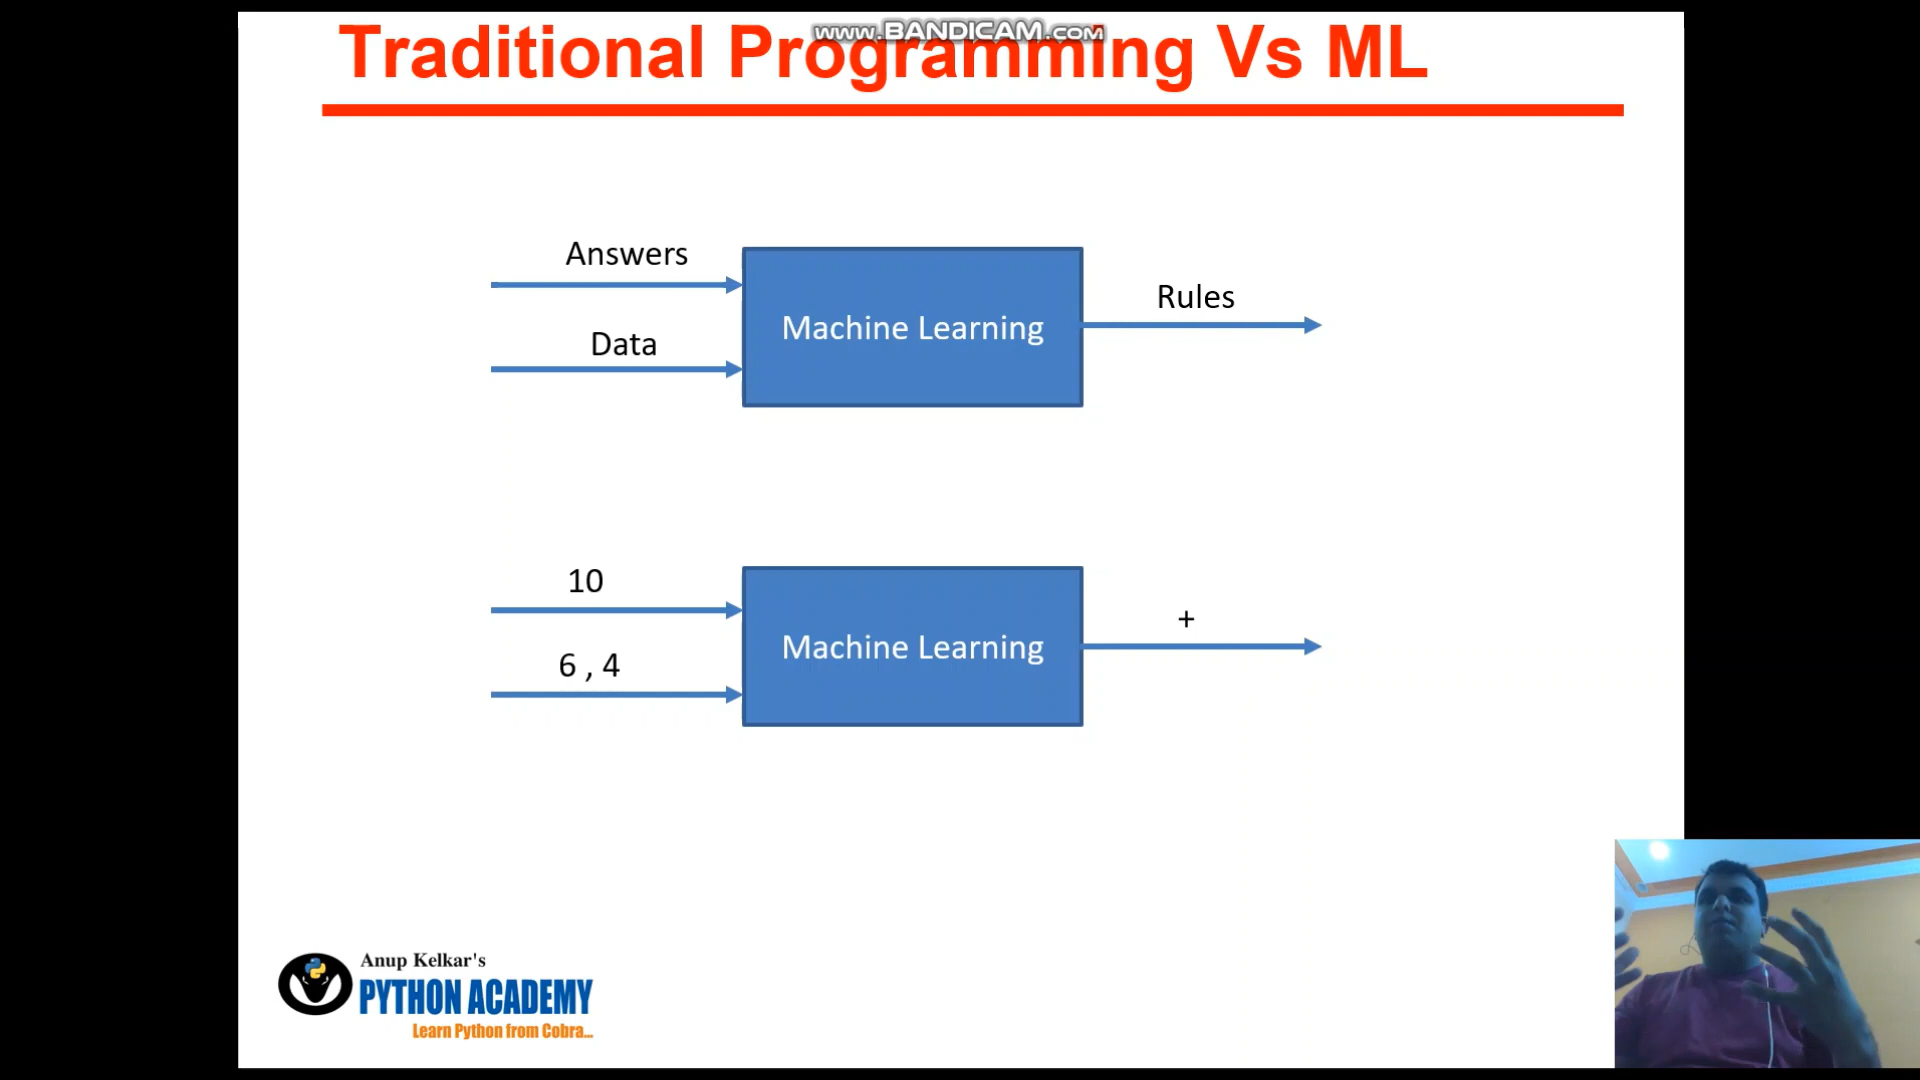 www.BANDICAM.com
Traditional Programming Vs ML
Answers
Data
Machine Learning
Rules
10
6 , 4
Machine Learning
+
Anup Kelkar's
PYTHON ACADEMY
Learn Python from Cobra...